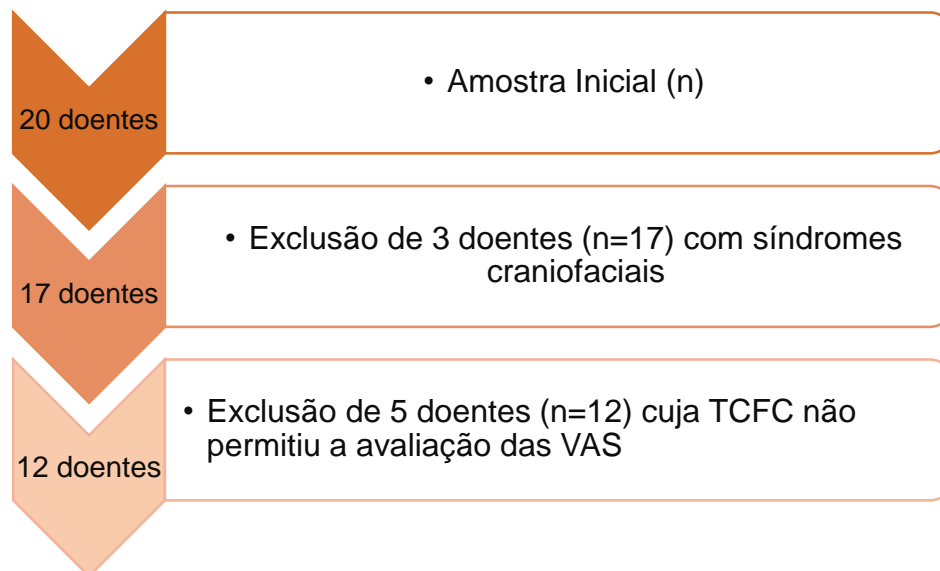 20 doentes
• Amostra Inicial (n)
17 doentes
• Exclusão de 3 doentes (n=17) com síndromes
craniofaciais
12 doentes
• Exclusão de 5 doentes (n=12) cuja TCFC não
permitiu a avaliação das VAS